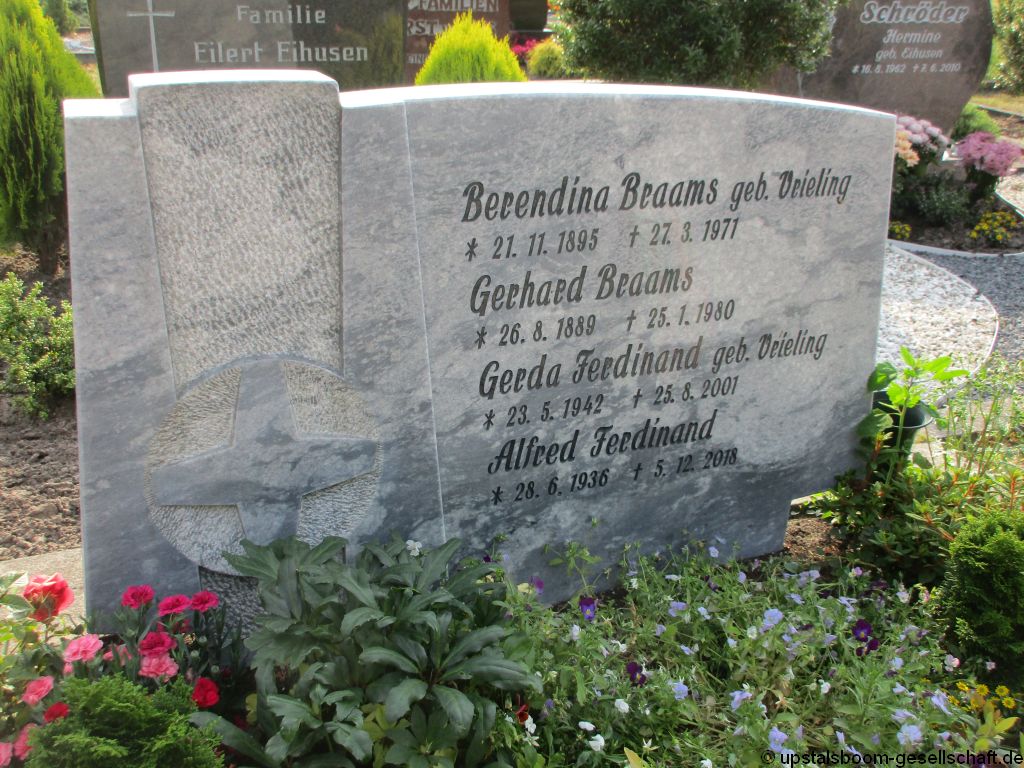 Familie
Eilert Eihusen
FAMILIEN
Schröder
Hermine
geb. Eihusen
* 16.8.1962 † 7.6.2010
Berendina Braams geb. Vrieling
* 21. 11. 1895 † 27. 3. 1971
Gerhard Braams
* 26. 8. 1889 † 25. 1. 1980
Gerda Ferdinand geb. Vrieling
* 23. 5. 1942 † 25. 8. 2001
Alfred Ferdinand
* 28. 6. 1936 † 5. 12. 2018
© upstalsboom-gesellschaft.de